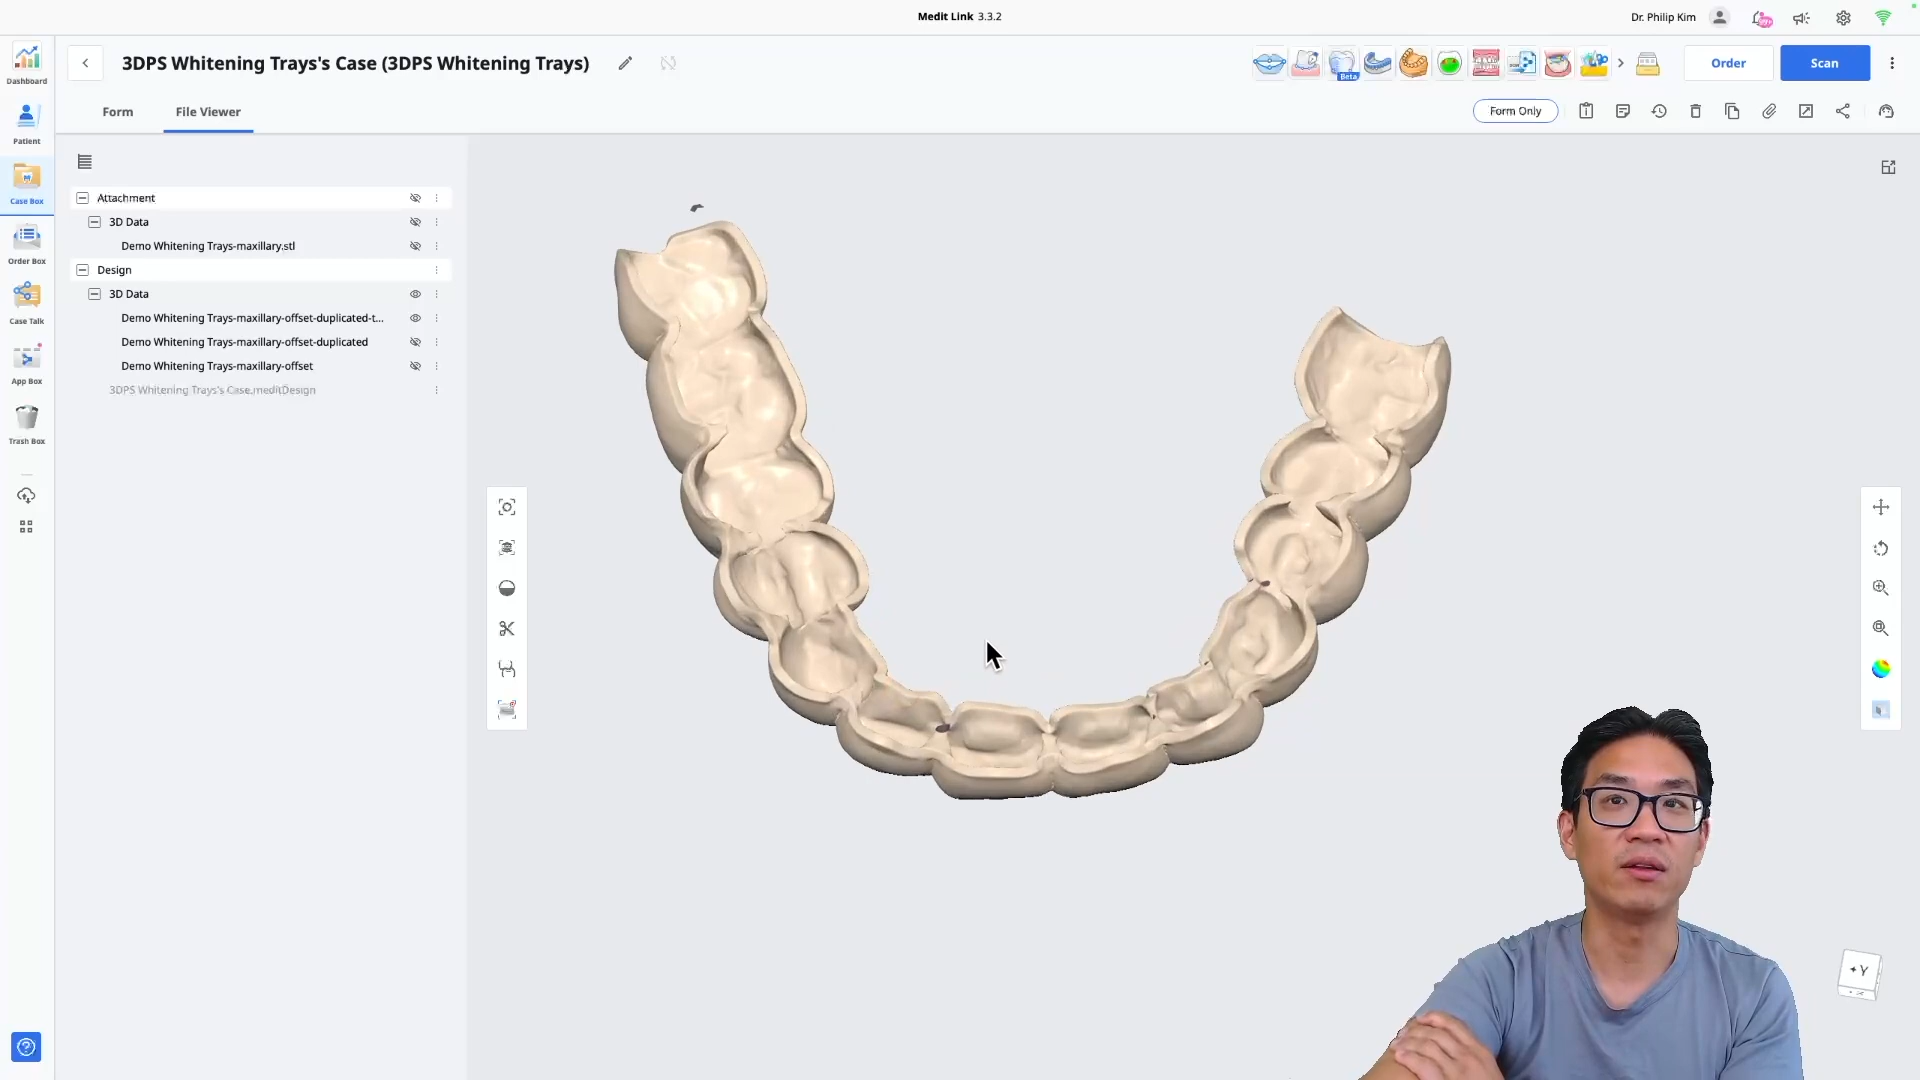 Medit Link 3.3.2
Dr. Philip Kim
Dashboard
3DPS Whitening Trays's Case (3DPS Whitening Trays)
Beta
Order
Scan
Form
File Viewer
Form Only
Patient
Case Box
Order Box
Case Talk
App Box
Trash Box
Attachment
3D Data
Demo Whitening Trays-maxillary.stl
Design
3D Data
Demo Whitening Trays-maxillary-offset-duplicated-t...
Demo Whitening Trays-maxillary-offset-duplicated
Demo Whitening Trays-maxillary-offset
3DPS Whitening Trays's Case.meditDesign
+Y